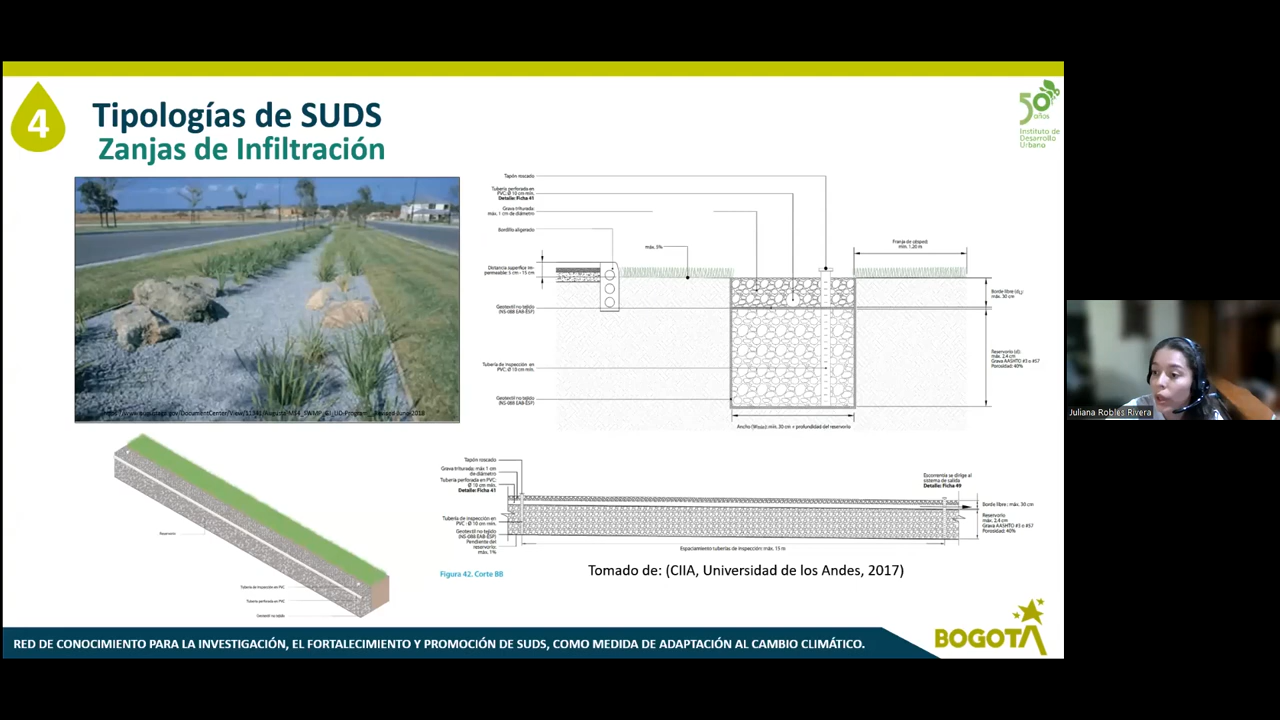 4
Tipologías de SUDS
Zanjas de Infiltración
50
años
Instituto de
Desarrollo
Urbano
Tapón roscado
Tubería perforada en
PVC: Ø 10 cm mín.
Detalle: Ficha 41
Grava triturada:
máx. 1 cm de diámetro
Bordillo aligerado
máx. 5%
Franja de césped:
mín. 1.20 m
Distancia superficie im-
permeable: 5 cm - 15 cm
Geotextil no tejido
(NS-088 EAB-ESP)
Borde libre
máx. 30 cm
Tubería de inspección en
PVC: Ø 10 cm mín.
Reservorio (d):
máx. 2.4 m
Grava AASHTO #3 o #57
Porosidad: 40%
Geotextil no tejido
(NS-088 EAB-ESP)
Ancho mín. 30 cm + profundidad del reservorio
Reservorio
Tubería de inspección en PVC
Tubería perforada en PVC
Geotextil no tejido
Tapón roscado
Grava triturada: máx 1 cm
de diámetro
Tubería perforada en PVC:
Ø 10 cm mín.
Detalle: Ficha 41
Tubería de inspección en
PVC - Ø 10 cm mín.
Geotextil no tejido
(NS-088 EAB-ESP)
Pendiente del
reservorio:
máx. 1%
Escorrentía se dirige al
sistema de salida
Detalle: Ficha 49
Borde libre: máx. 30 cm
Reservorio
máx. 2.4 m
Grava AASHTO #3 o #57
Porosidad: 40%
Espaciamiento tuberías de inspección: máx. 15 m
Figura 42. Corte BB
Tomado de: (CIIA, Universidad de los Andes, 2017)
RED DE CONOCIMIENTO PARA LA INVESTIGACIÓN, EL FORTALECIMIENTO Y PROMOCIÓN DE SUDS, COMO MEDIDA DE ADAPTACIÓN AL CAMBIO CLIMÁTICO.
BOGOTÁ
Juliana Robles Rivera